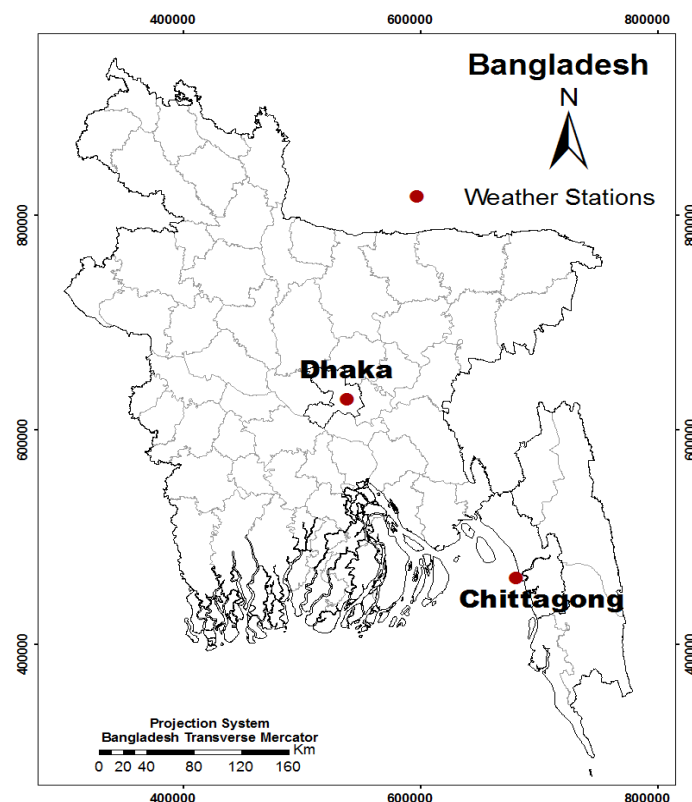 400000 600000 800000
Bangladesh
N
Weather Stations
800000 800000
Dhaka
600000 600000
Chittagong
400000 400000
Projection System
Bangladesh Transverse Mercator
Km
0 20 40 80 120 160
400000 600000 800000